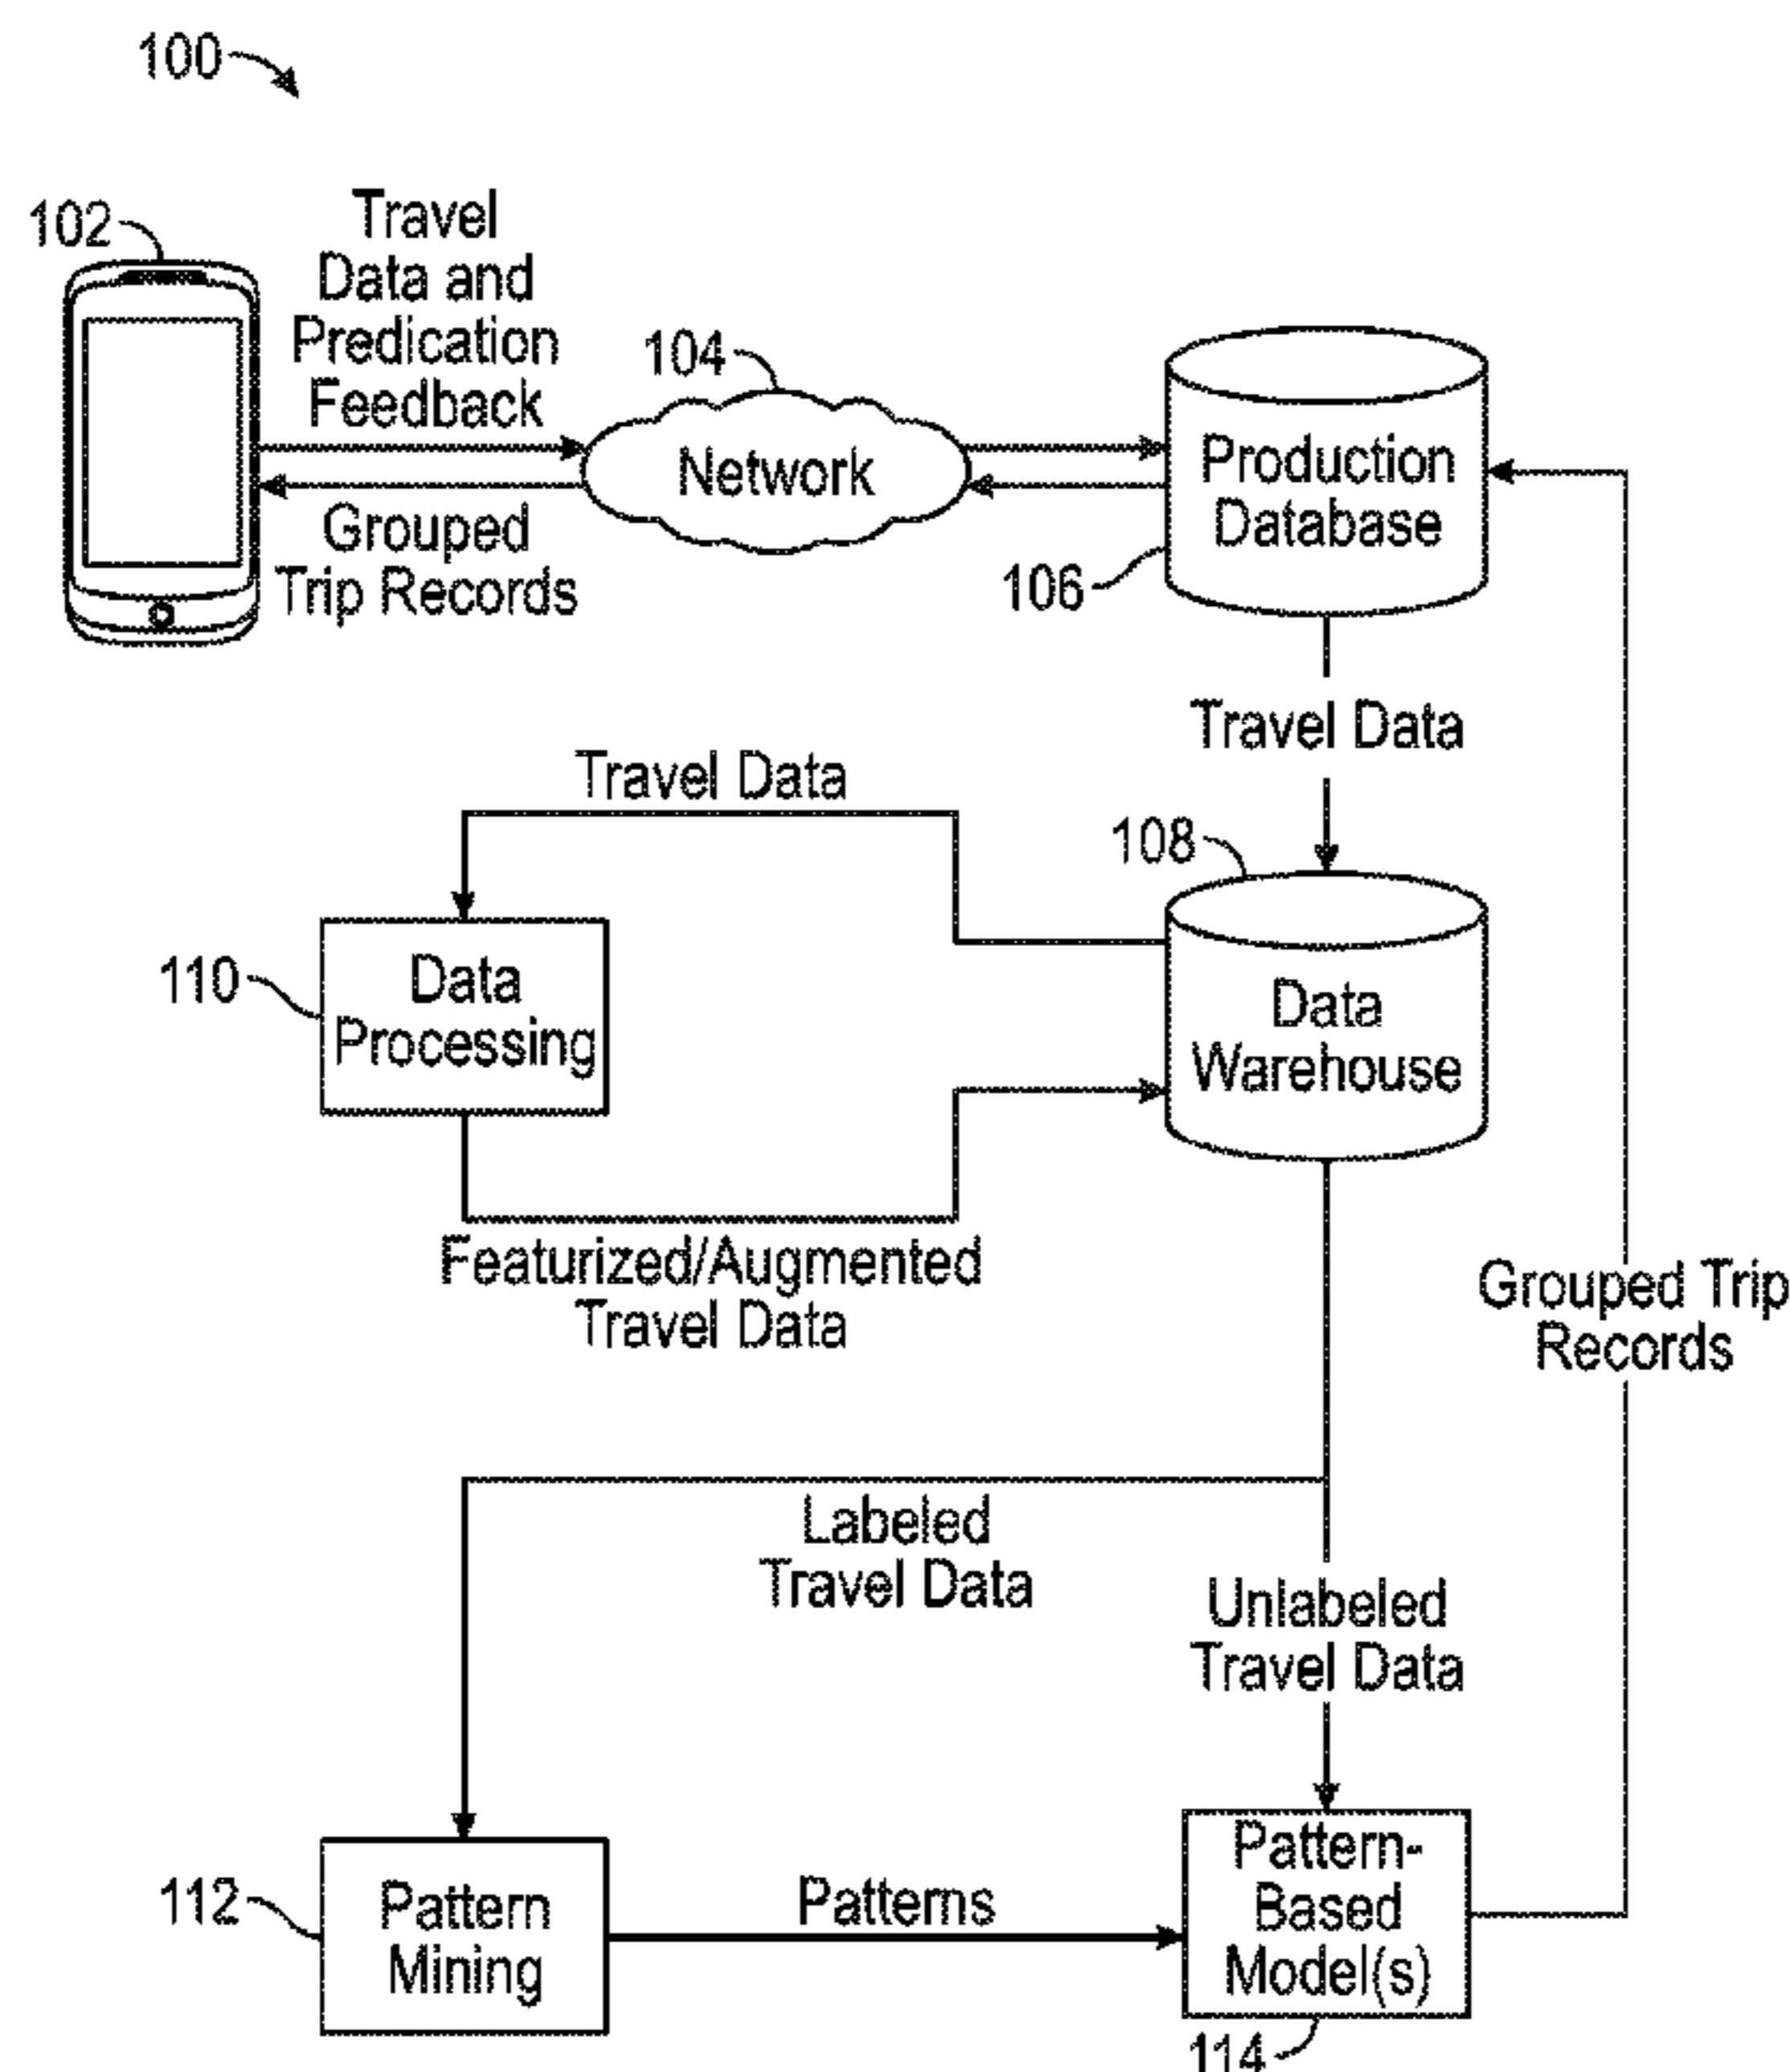 100
102
Travel
Data and
Predication
Feedback
104
Network
Production
Database
106
Grouped
Trip Records
Travel Data
Travel Data
108
110
Data
Processing
Data
Warehouse
Featurized/Augmented
Travel Data
Grouped Trip
Records
Labeled
Travel Data
Unlabeled
Travel Data
112
Pattern
Mining
Patterns
Pattern-
Based
Model(s)
114